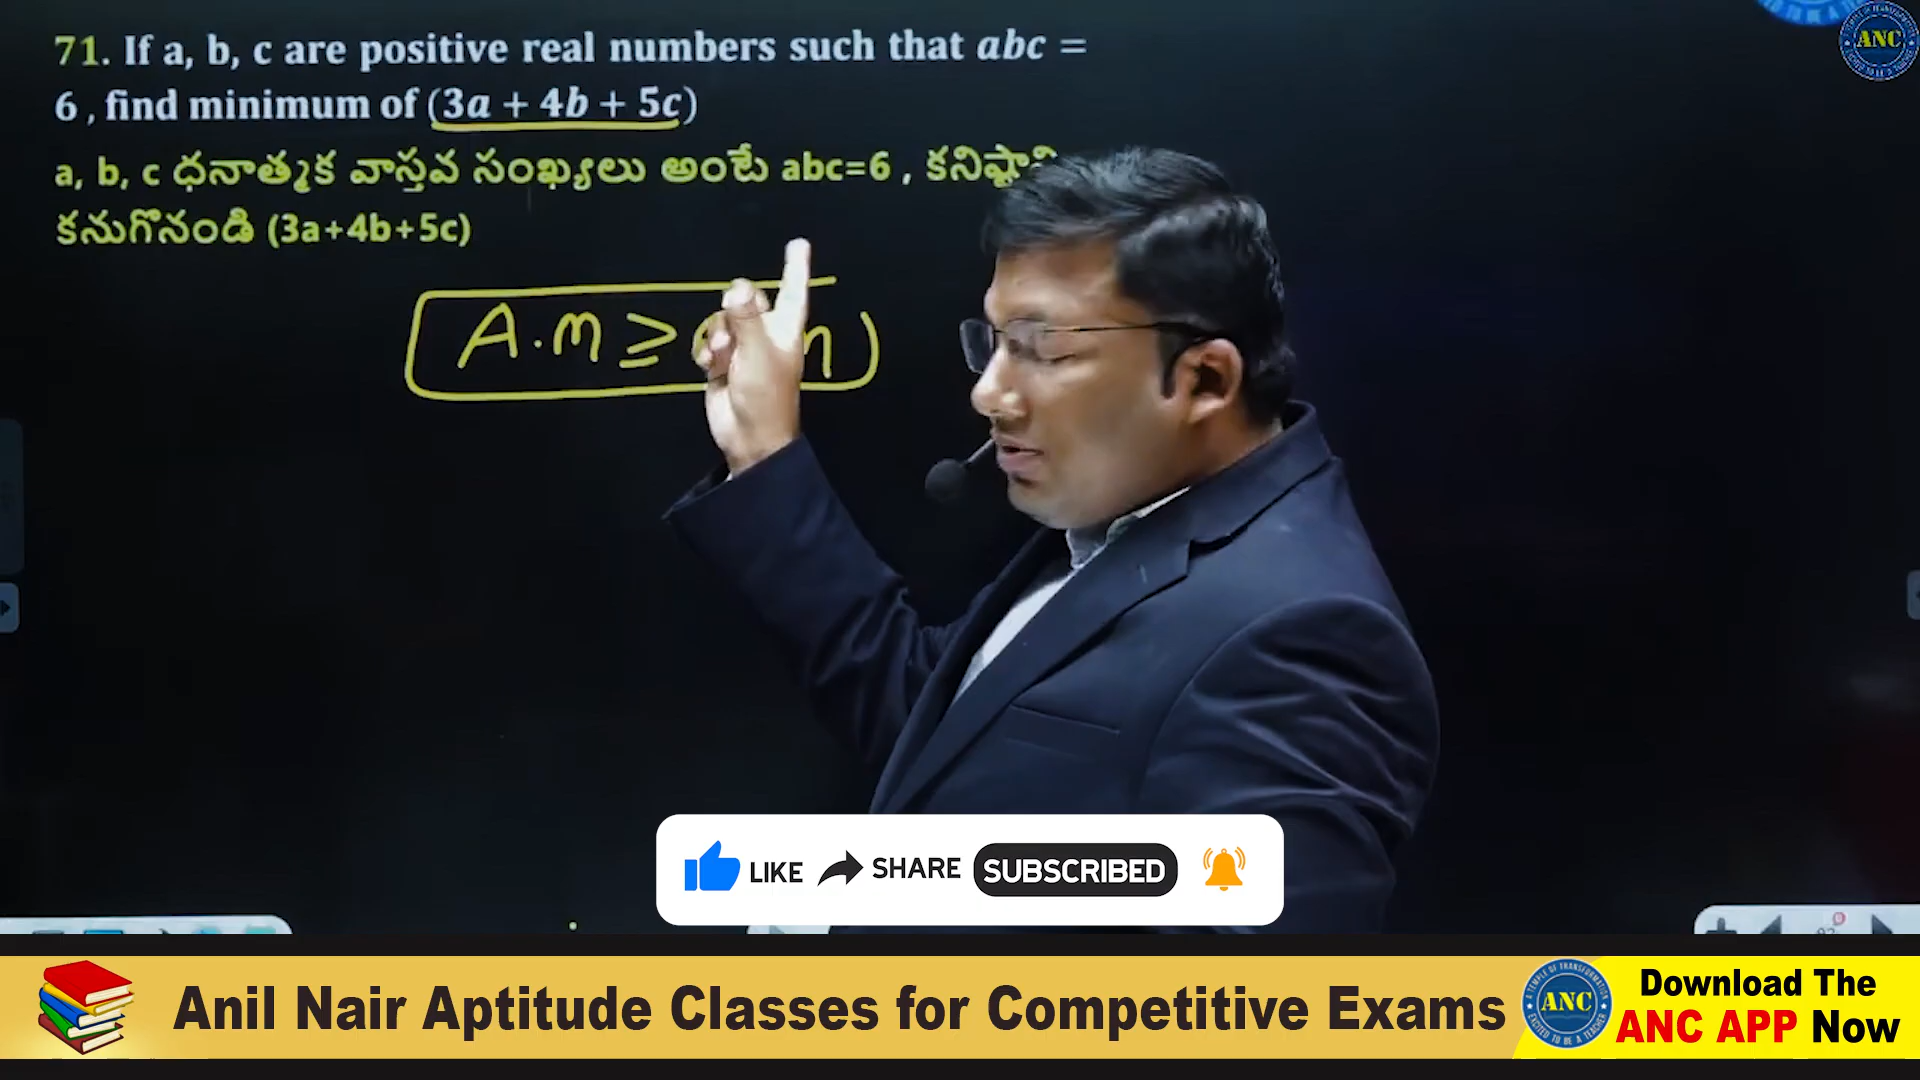 71. If a, b, c are positive real numbers such that abc =
6 , find minimum of (3a + 4b + 5c)
a, b, c ధనాత్మక వాస్తవ సంఖ్యలు అంటే abc=6 ,
కనుగొనండి (3a+4b+5c)
A.m ≥
ANC
LIKE SHARE SUBSCRIBED
Anil Nair Aptitude Classes for Competitive Exams
ANC
Download The
ANC APP Now